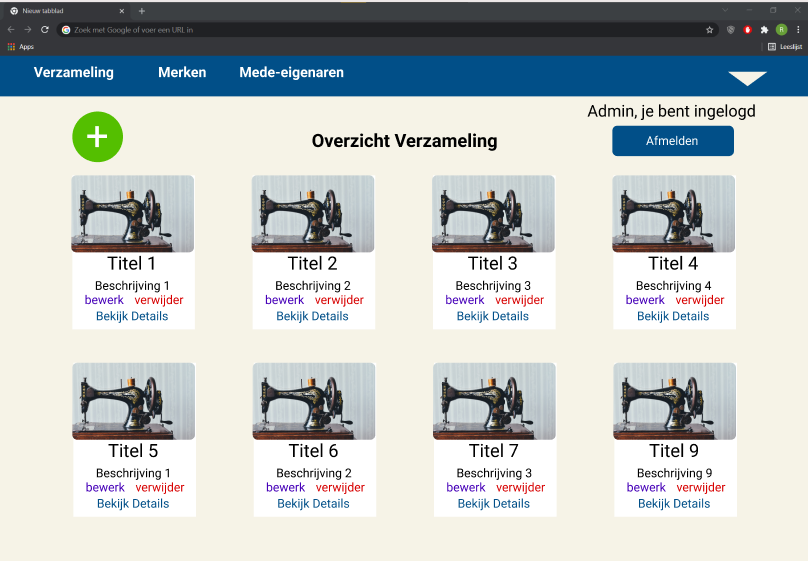 Nieuw tabblad
Zoek met Google of voer een URL in
R
Apps
Leeslijst
Verzameling Merken Mede-eigenaren
Admin, je bent ingelogd
+
Overzicht Verzameling
Afmelden
Titel 1 Titel 2 Titel 3 Titel 4
Beschrijving 1 Beschrijving 2 Beschrijving 3 Beschrijving 4
bewerk verwijder bewerk verwijder bewerk verwijder bewerk verwijder
Bekijk Details Bekijk Details Bekijk Details Bekijk Details
Titel 5 Titel 6 Titel 7 Titel 9
Beschrijving 1 Beschrijving 2 Beschrijving 3 Beschrijving 9
bewerk verwijder bewerk verwijder bewerk verwijder bewerk verwijder
Bekijk Details Bekijk Details Bekijk Details Bekijk Details